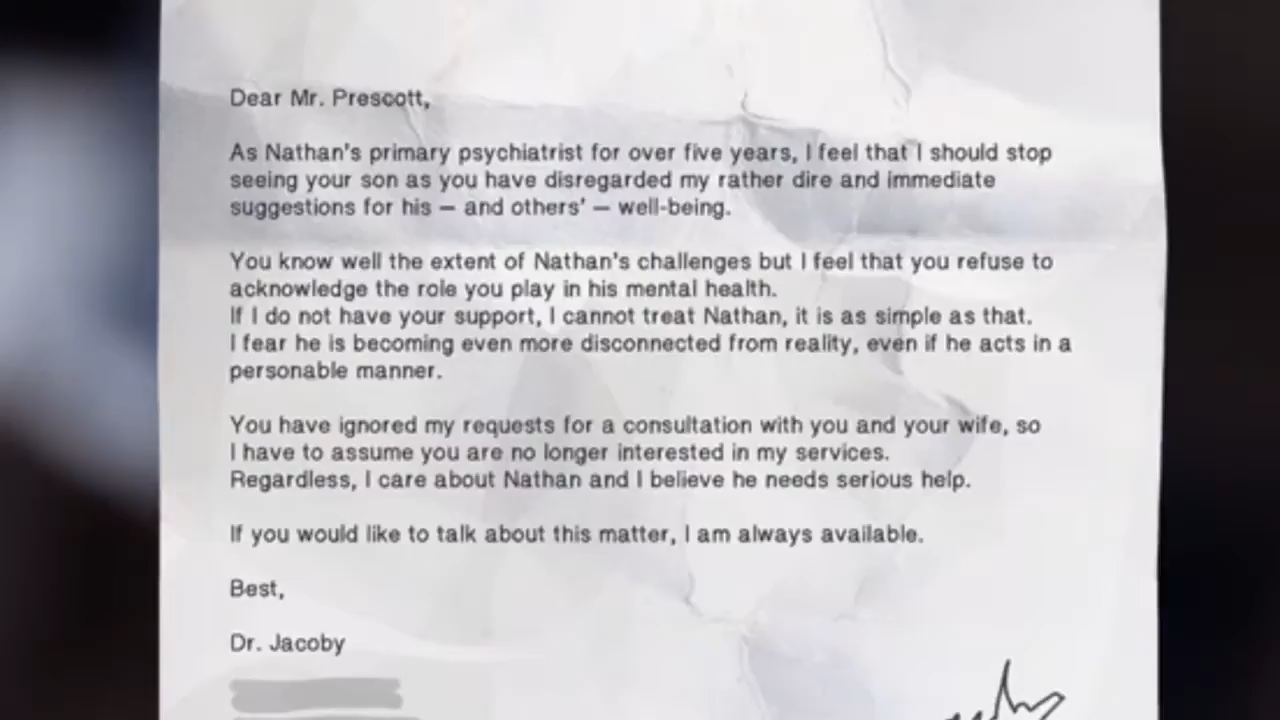 Dear Mr. Prescott,
As Nathan's primary psychiatrist for over five years, I feel that I should stop
seeing your son as you have disregarded my rather dire and immediate
suggestions for his – and others' – well-being.
You know well the extent of Nathan's challenges but I feel that you refuse to
acknowledge the role you play in his mental health.
If I do not have your support, I cannot treat Nathan, it is as simple as that.
I fear he is becoming even more disconnected from reality, even if he acts in a
personable manner.
You have ignored my requests for a consultation with you and your wife, so
I have to assume you are no longer interested in my services.
Regardless, I care about Nathan and I believe he needs serious help.
If you would like to talk about this matter, I am always available.
Best,
Dr. Jacoby